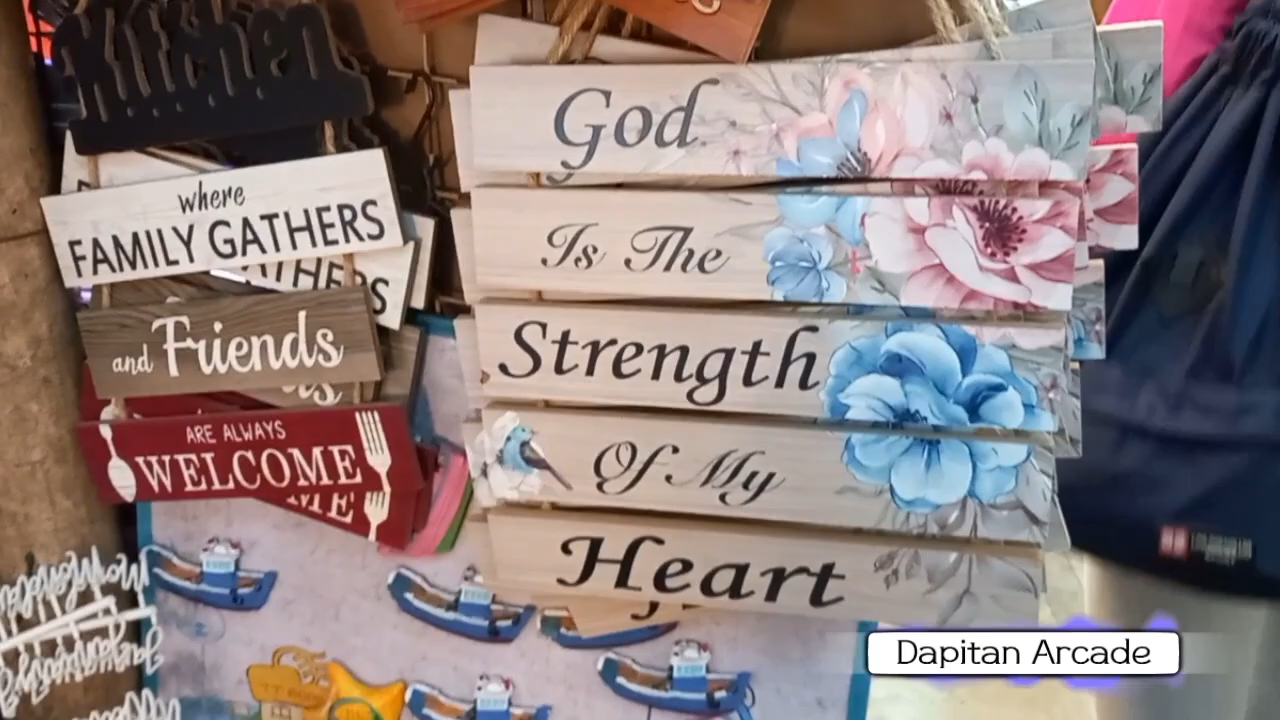 Kitchen
where
FAMILY GATHERS
and Friends
ARE ALWAYS
WELCOME
God
Is The
Strength
Of My
Heart
Dapitan Arcade